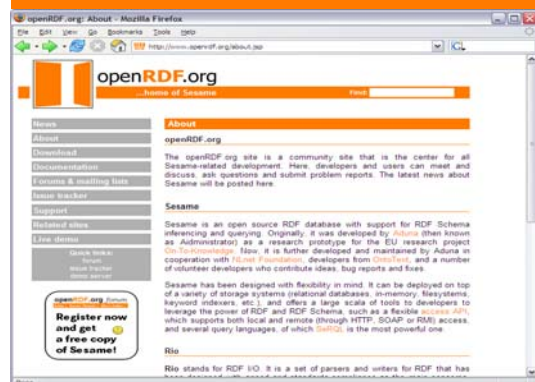 openRDF.org: About - Mozilla Firefox
File Edit View Go Bookmarks Tools Help
http://www.openrdf.org/about.jsp
openRDF.org
...home of Sesame
Find:
News
About
Download
Documentation
Forums & mailing lists
Issue tracker
Support
Related sites
Live demo
Quick links:
forum
issue tracker
demo server
openRDF.org forum
Register now
and get
a free copy
of Sesame!
About
openRDF.org
The openRDF.org site is a community site that is the center for all
Sesame-related development. Here, developers and users can meet and
discuss, ask questions and submit problem reports. The latest news about
Sesame will be posted here.
Sesame
Sesame is an open source RDF database with support for RDF Schema
inferencing and querying. Originally, it was developed by Aduna (then known
as Aidministrator) as a research prototype for the EU research project
On-To-Knowledge. Now, it is further developed and maintained by Aduna in
cooperation with NLnet Foundation, developers from OntoText, and a number
of volunteer developers who contribute ideas, bug reports and fixes.
Sesame has been designed with flexibility in mind. It can be deployed on top
of a variety of storage systems (relational databases, in-memory, filesystems,
keyword indexers, etc.), and offers a large scala of tools to developers to
leverage the power of RDF and RDF Schema, such as a flexible access API,
which supports both local and remote (through HTTP, SOAP or RMI) access,
and several query languages, of which SeRQL is the most powerful one.
Rio
Rio stands for RDF I/O. It is a set of parsers and writers for RDF that has